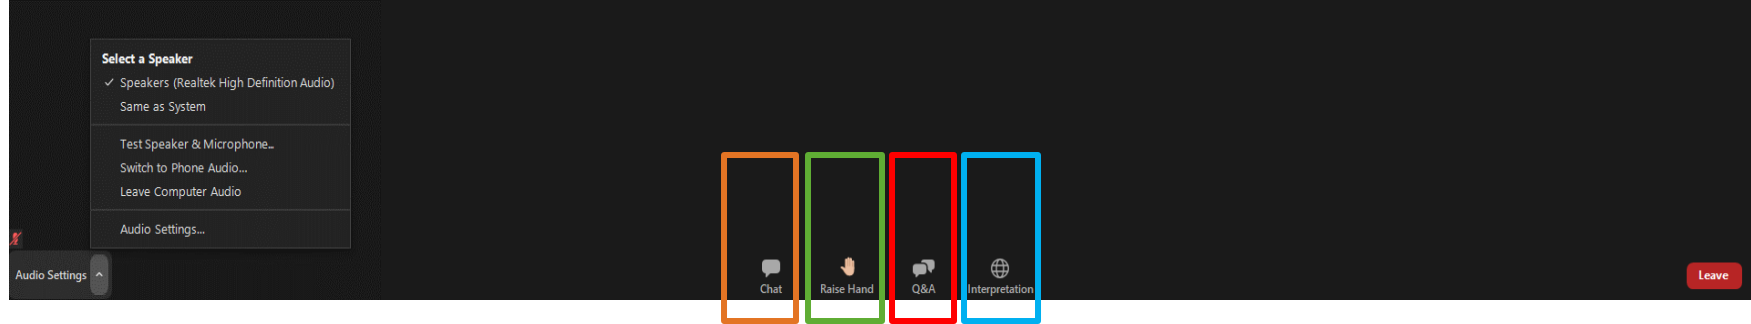 Select a Speaker
Speakers (Realtek High Definition Audio)
Same as System
Test Speaker & Microphone...
Switch to Phone Audio...
Leave Computer Audio
Audio Settings...
Audio Settings
Chat
Raise Hand
Q&A
Interpretation
Leave